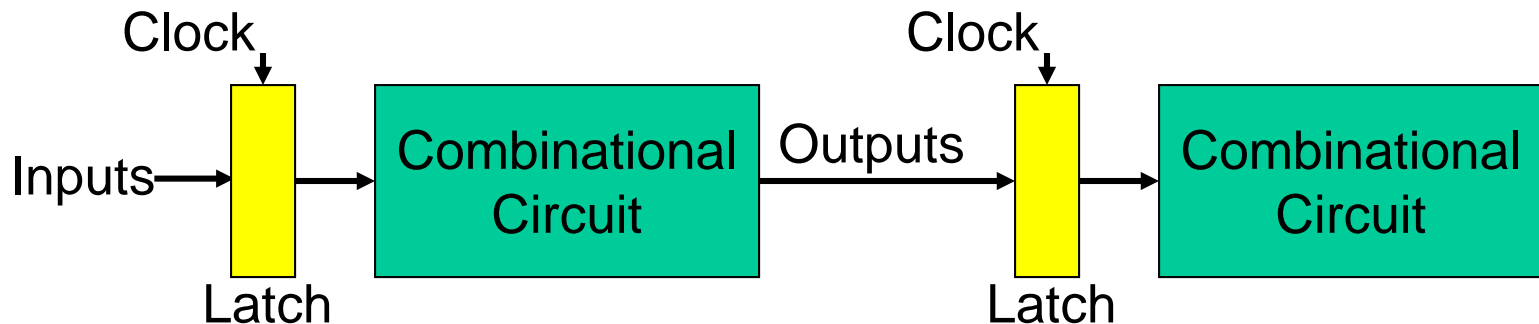 Clock
Clock
Inputs
Combinational
Circuit
Outputs
Combinational
Circuit
Latch
Latch